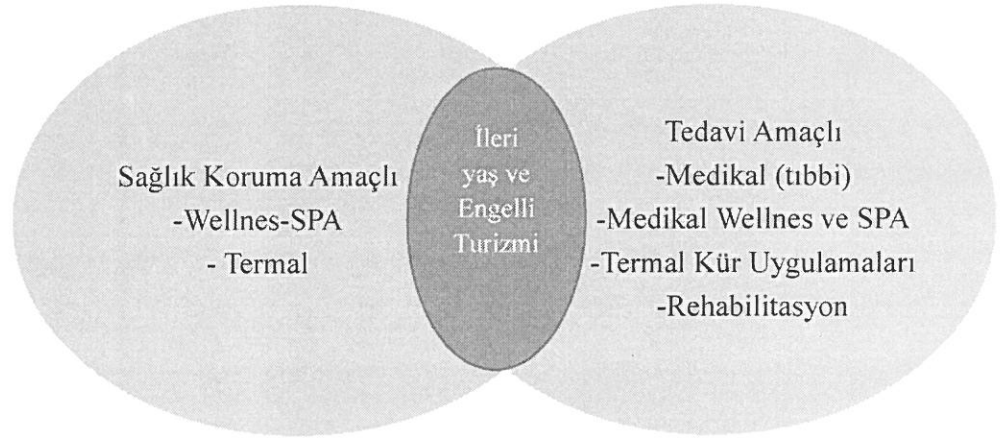 Sağlık Koruma Amaçlı
-Wellnes-SPA
- Termal
İleri
yaş ve
Engelli
Turizmi
Tedavi Amaçlı
-Medikal (tıbbi)
-Medikal Wellnes ve SPA
-Termal Kür Uygulamaları
-Rehabilitasyon